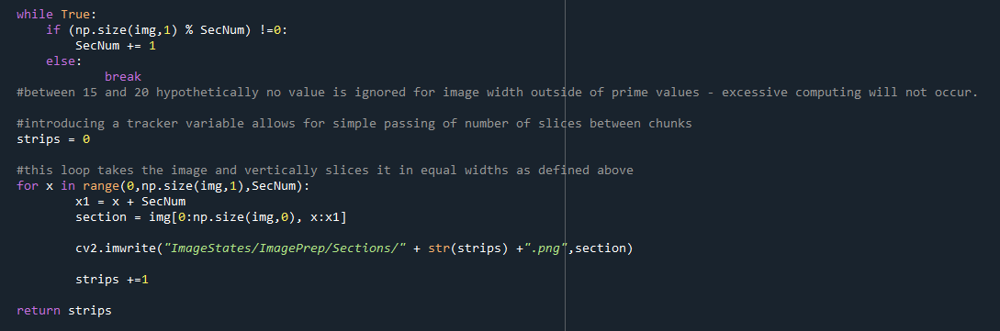 while True:
    if (np.size(img,1) % SecNum) !=0:
        SecNum += 1
    else:
            break
#between 15 and 20 hypothetically no value is ignored for image width outside of prime values - excessive computing will not occur.

#introducing a tracker variable allows for simple passing of number of slices between chunks
strips = 0

#this loop takes the image and vertically slices it in equal widths as defined above
for x in range(0,np.size(img,1),SecNum):
        x1 = x + SecNum
        section = img[0:np.size(img,0), x:x1]

        cv2.imwrite("ImageStates/ImagePrep/Sections/" + str(strips) +".png",section)

        strips +=1

return strips